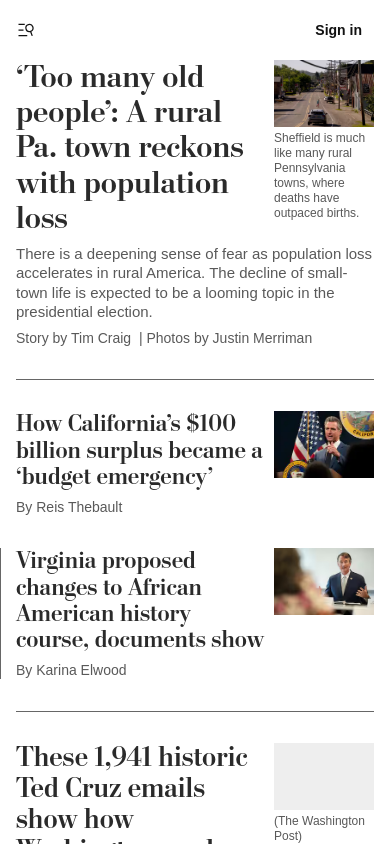 Sign in
‘Too many old
people’: A rural
Pa. town reckons
with population
loss
Sheffield is much
like many rural
Pennsylvania
towns, where
deaths have
outpaced births.
There is a deepening sense of fear as population loss
accelerates in rural America. The decline of small-
town life is expected to be a looming topic in the
presidential election.
Story by Tim Craig | Photos by Justin Merriman
How California’s $100
billion surplus became a
‘budget emergency’
By Reis Thebault
Virginia proposed
changes to African
American history
course, documents show
By Karina Elwood
These 1,941 historic
Ted Cruz emails
show how
(The Washington
Post)